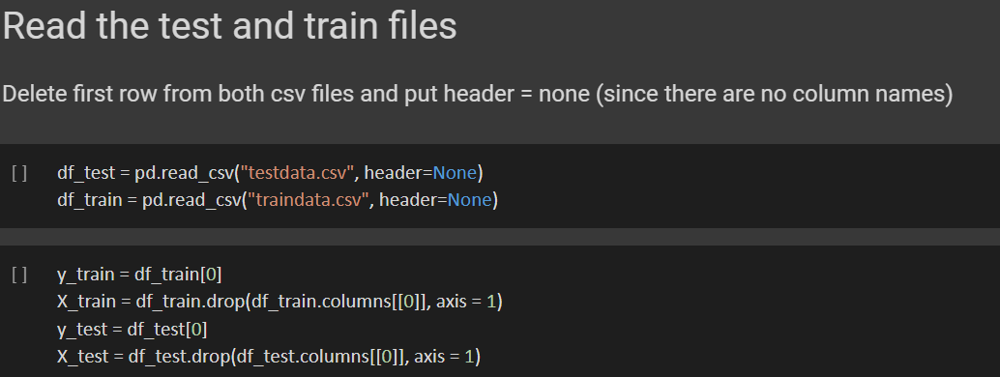 Read the test and train files
Delete first row from both csv files and put header = none (since there are no column names)
[ ] df_test = pd.read_csv("testdata.csv", header=None)
df_train = pd.read_csv("traindata.csv", header=None)
[ ] y_train = df_train[0]
X_train = df_train.drop(df_train.columns[[0]], axis = 1)
y_test = df_test[0]
X_test = df_test.drop(df_test.columns[[0]], axis = 1)